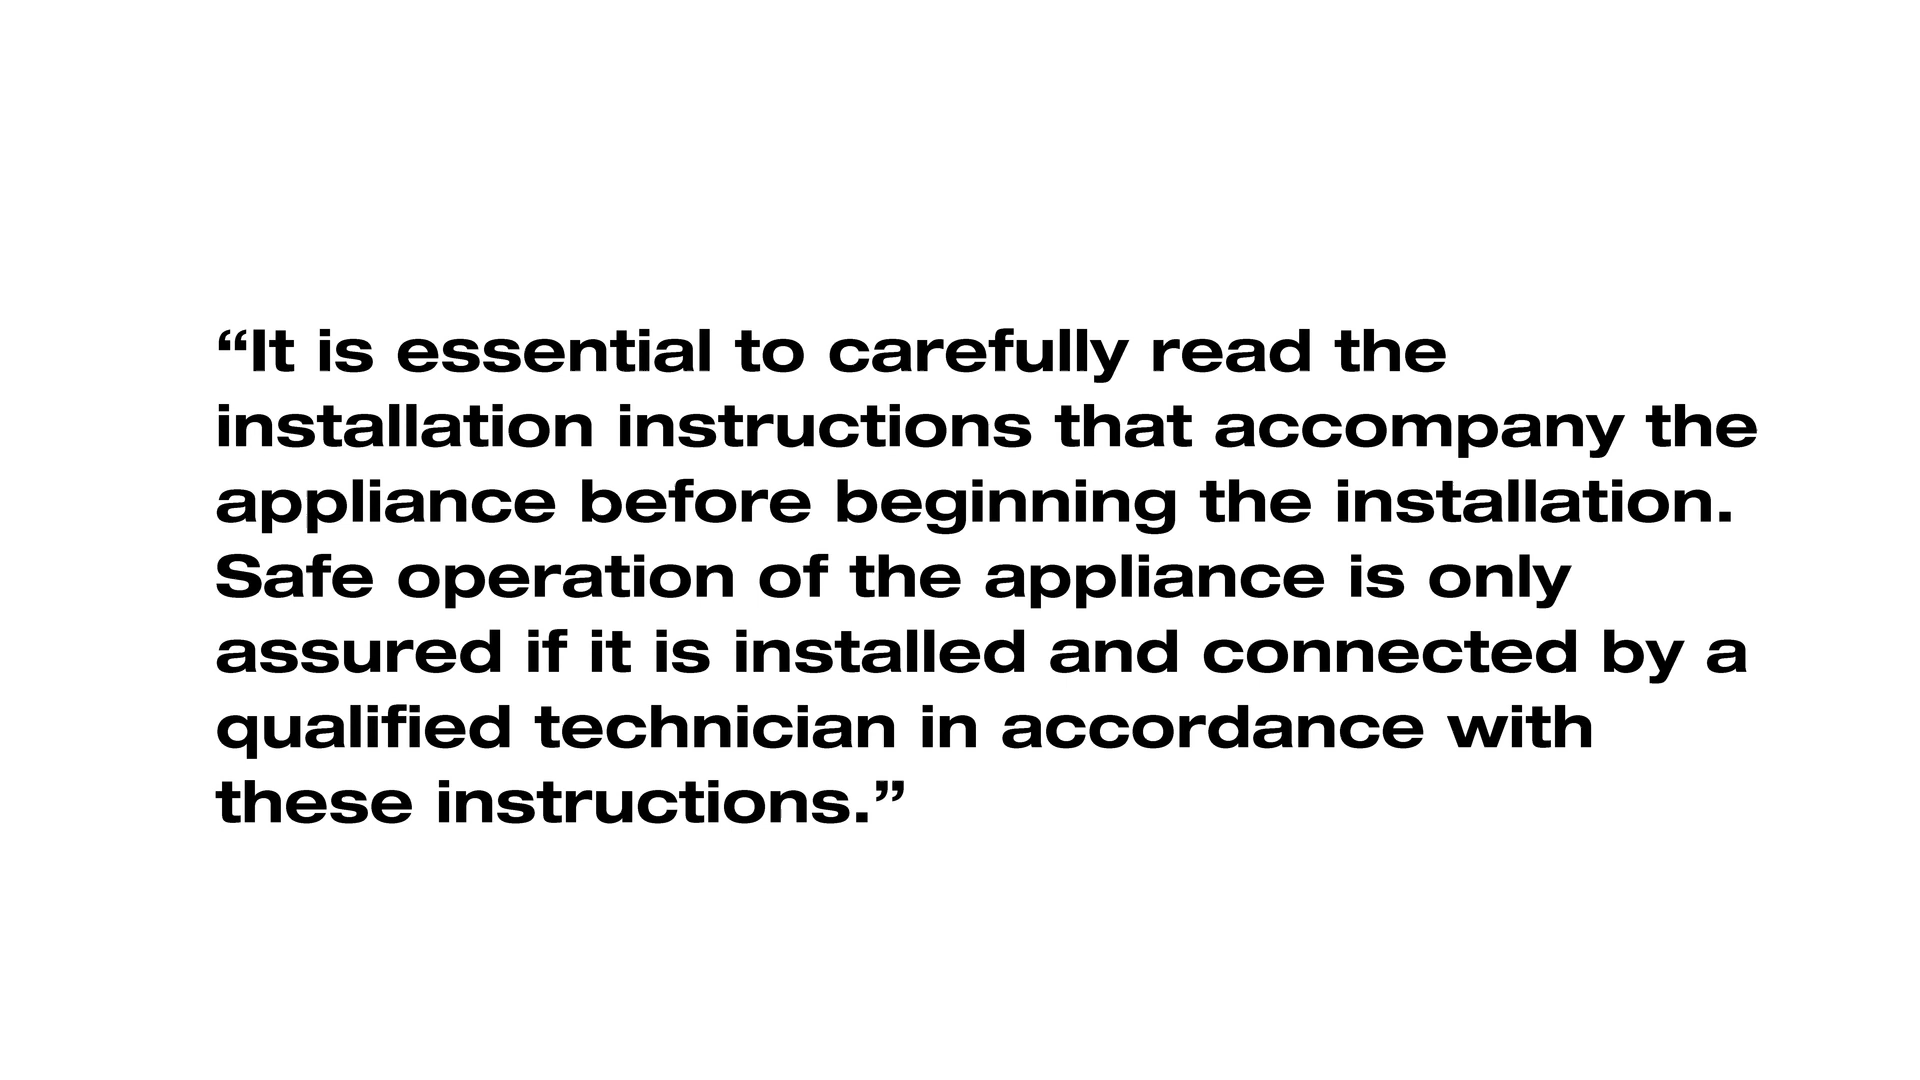 “It is essential to carefully read the
installation instructions that accompany the
appliance before beginning the installation.
Safe operation of the appliance is only
assured if it is installed and connected by a
qualified technician in accordance with
these instructions.”